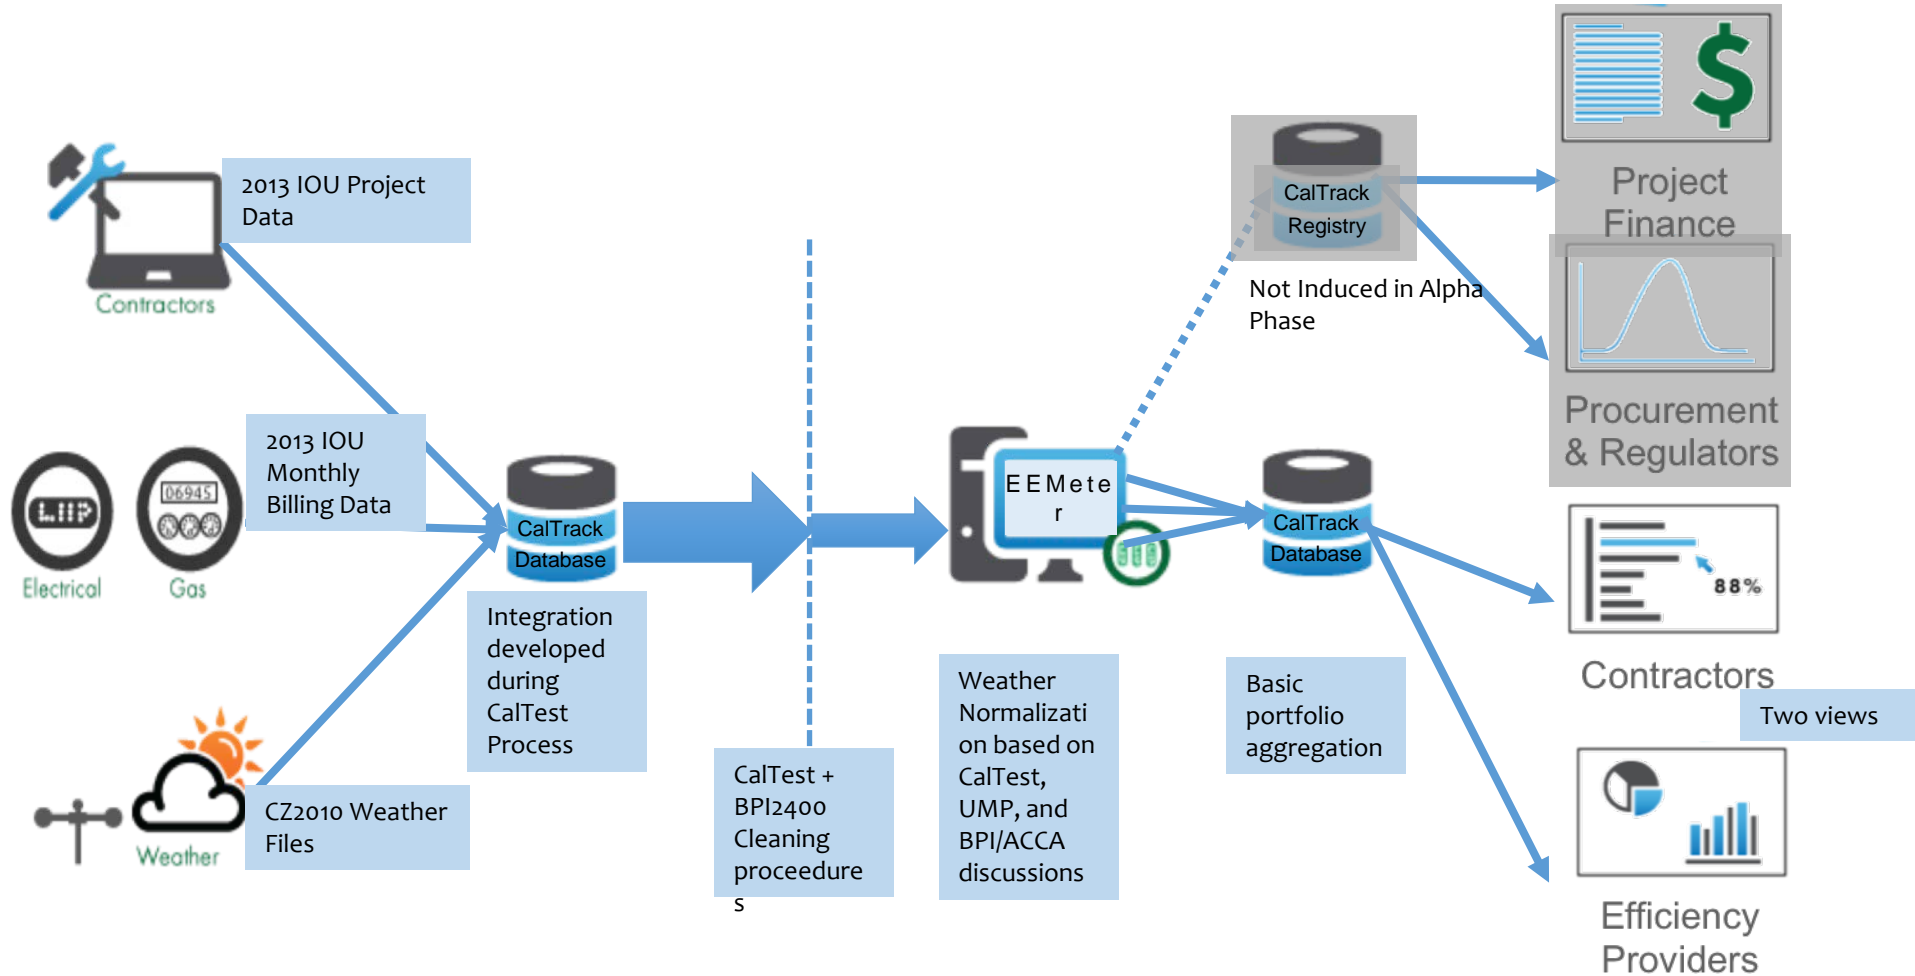 2013 IOU Project
Data
Contractors
2013 IOU
Monthly
Billing Data
06945
Electrical
Gas
CalTrack
Database
Integration
developed
during
CalTest
Process
CZ2010 Weather
Files
Weather
CalTest +
BPI2400
Cleaning
proceedure
s
EEMete
r
Weather
Normalizati
on based on
CalTest,
UMP, and
BPI/ACCA
discussions
CalTrack
Registry
Not Induced in Alpha
Phase
CalTrack
Database
Basic
portfolio
aggregation
$
Project
Finance
Procurement
& Regulators
88%
Contractors
Two views
Efficiency
Providers